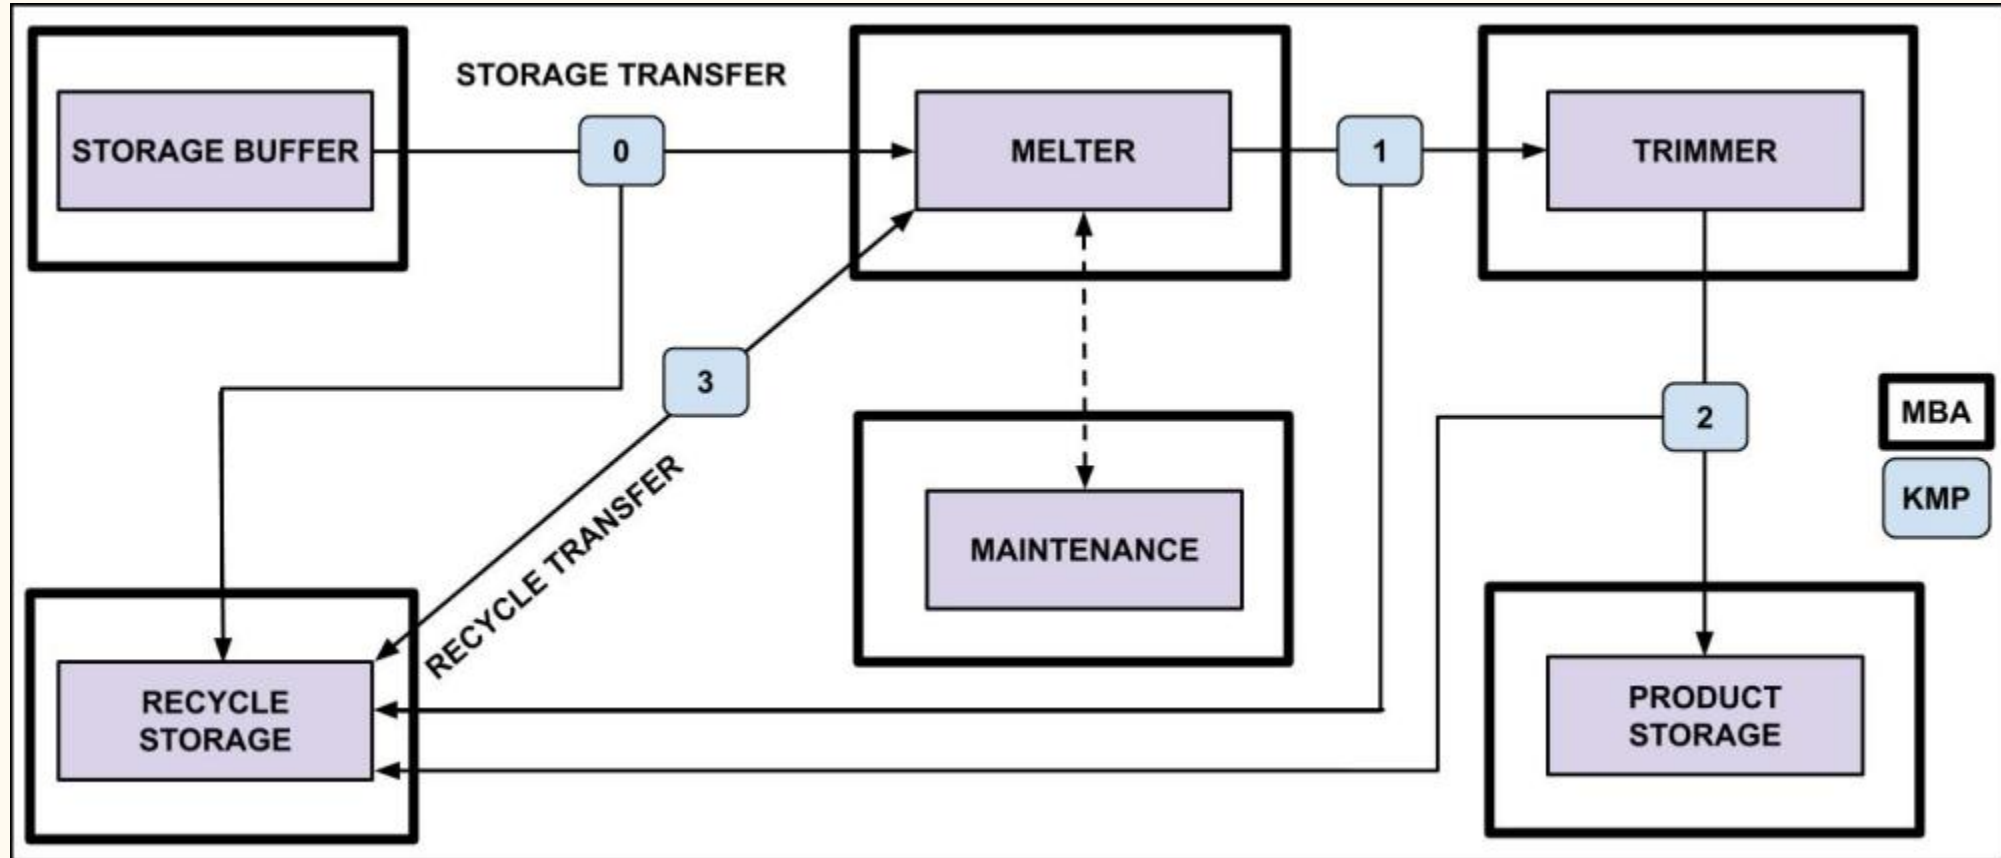 STORAGE TRANSFER
STORAGE BUFFER
0
MELTER
1
TRIMMER
3
RECYCLE TRANSFER
2
MBA
KMP
MAINTENANCE
RECYCLE
STORAGE
PRODUCT
STORAGE